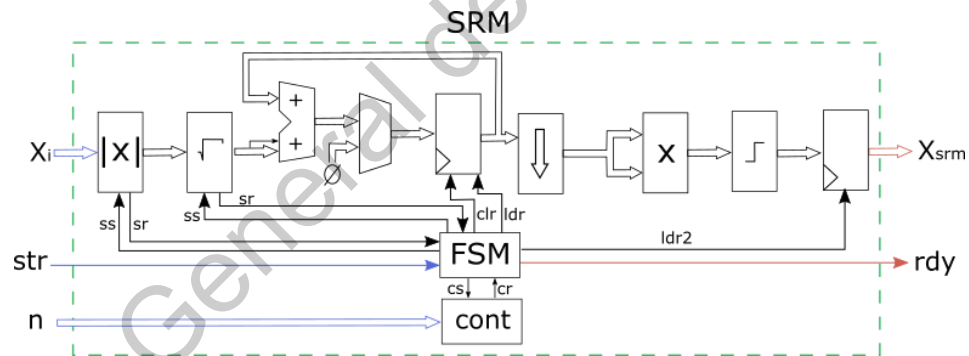 SRM
General de
+
Xi
|x|
√
+
Ø
X
Xsrm
ss
sr
ss
sr
clr
ldr
FSM
ldr2
str
rdy
cs
cr
n
cont